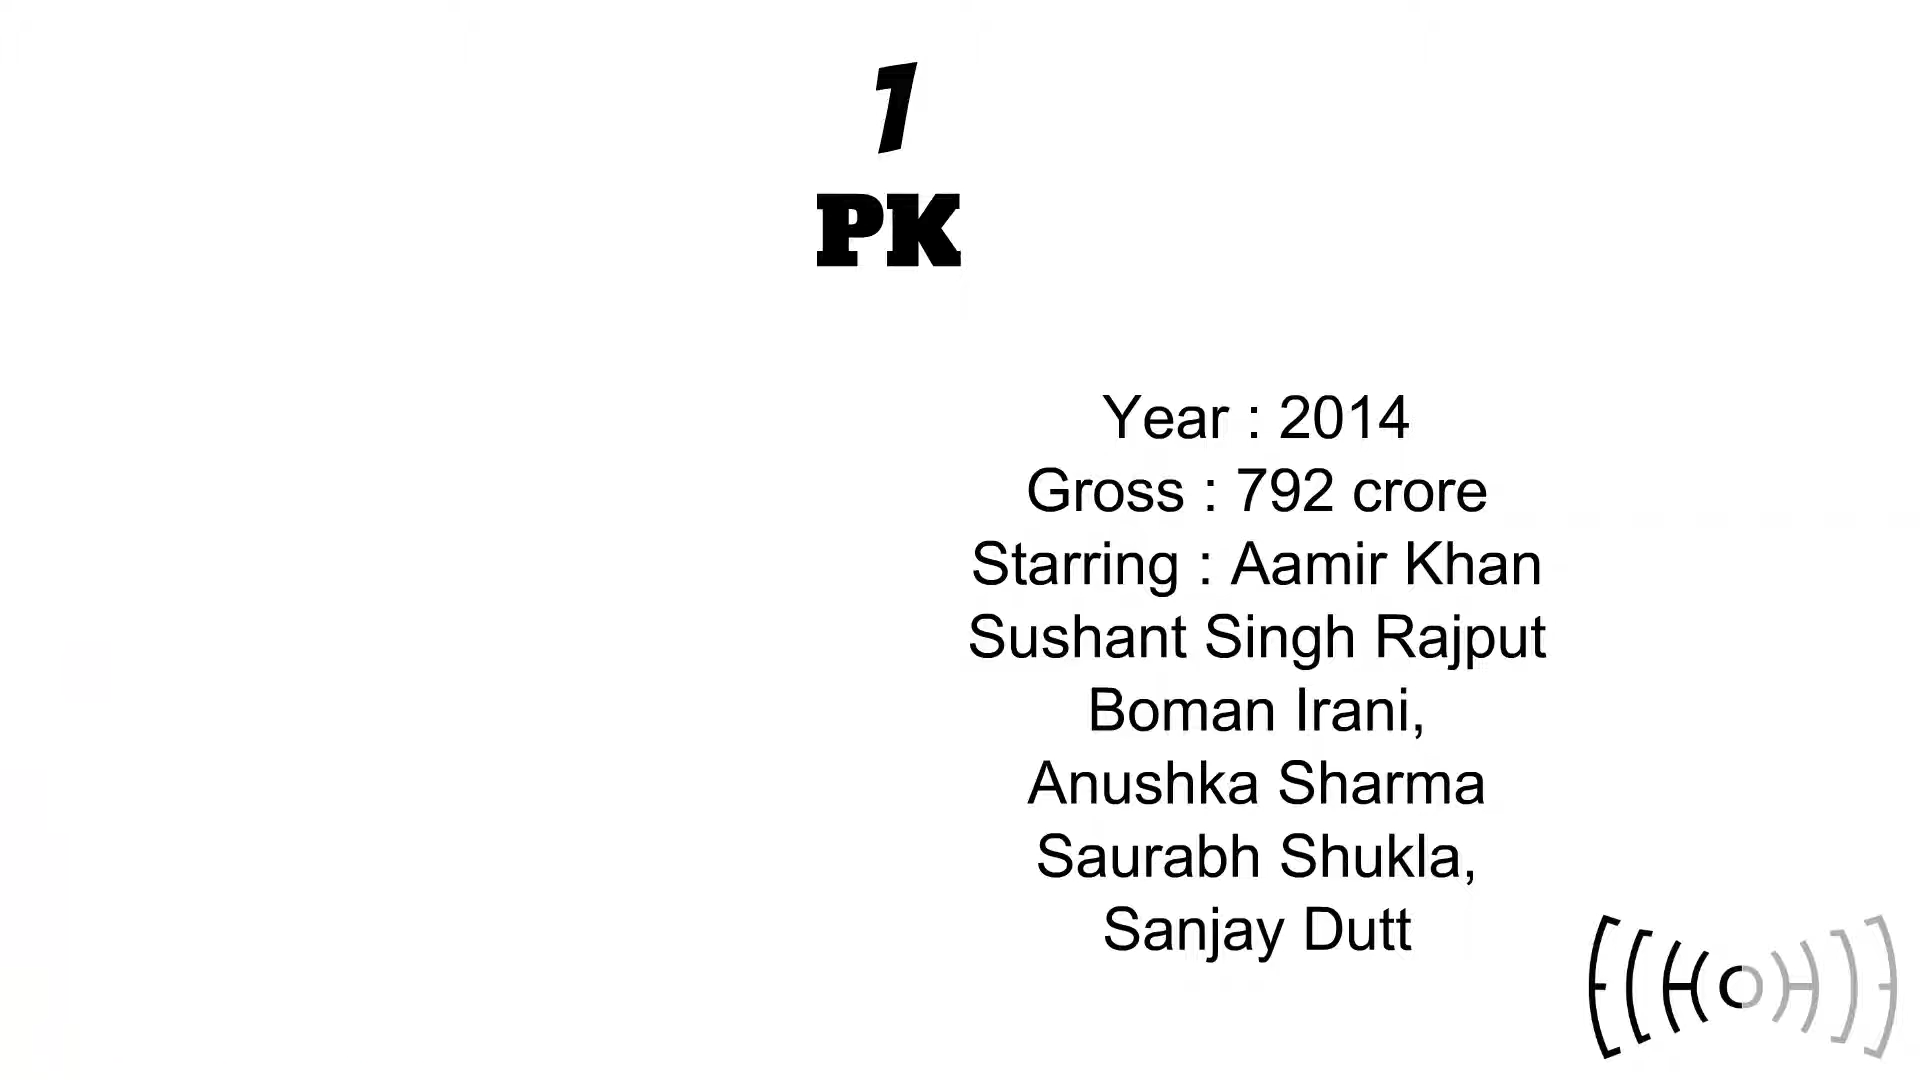 1
PK
Year : 2014
Gross : 792 crore
Starring : Aamir Khan
Sushant Singh Rajput
Boman Irani,
Anushka Sharma
Saurabh Shukla,
Sanjay Dutt